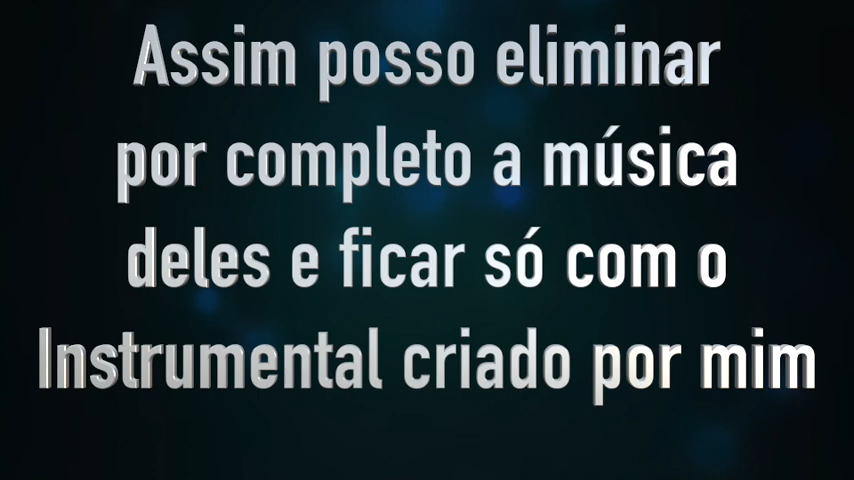 Assim posso eliminar
por completo a música
deles e ficar só com o
Instrumental criado por mim